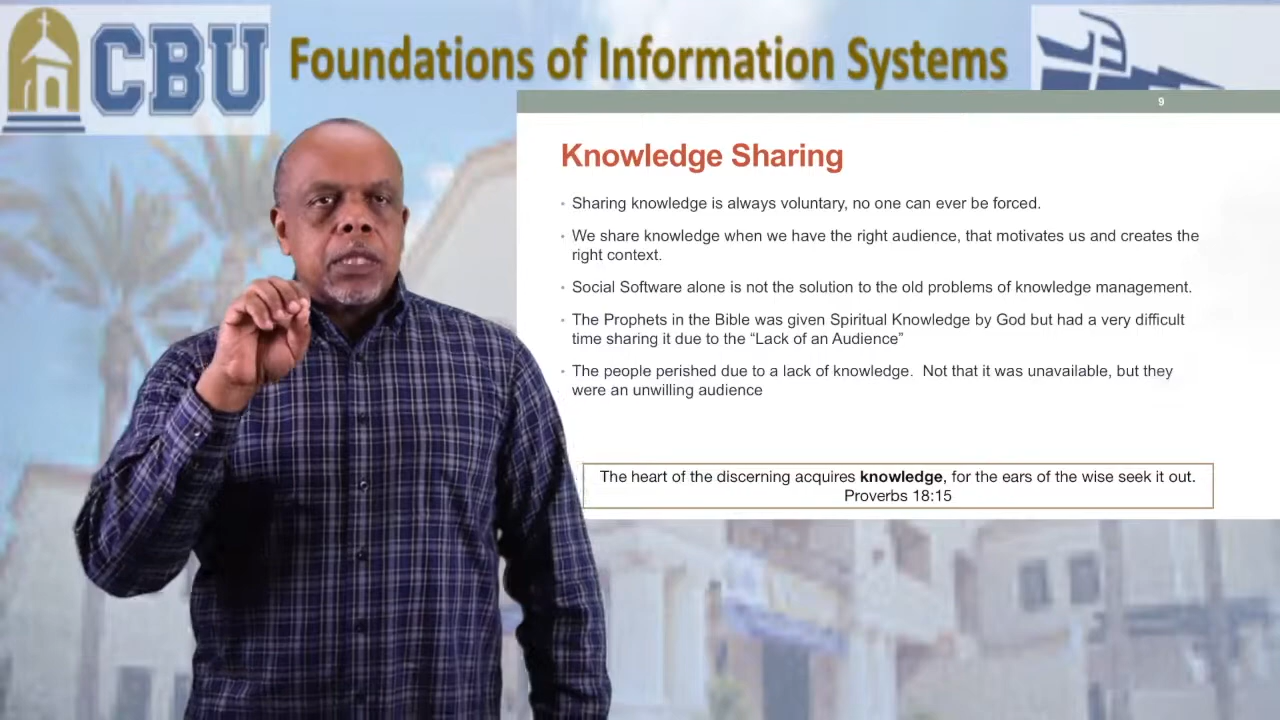 CBU
Foundations of Information Systems
9
Knowledge Sharing
• Sharing knowledge is always voluntary, no one can ever be forced.
• We share knowledge when we have the right audience, that motivates us and creates the
right context.
• Social Software alone is not the solution to the old problems of knowledge management.
• The Prophets in the Bible was given Spiritual Knowledge by God but had a very difficult
time sharing it due to the “Lack of an Audience”
• The people perished due to a lack of knowledge.  Not that it was unavailable, but they
were an unwilling audience
The heart of the discerning acquires knowledge, for the ears of the wise seek it out.
Proverbs 18:15